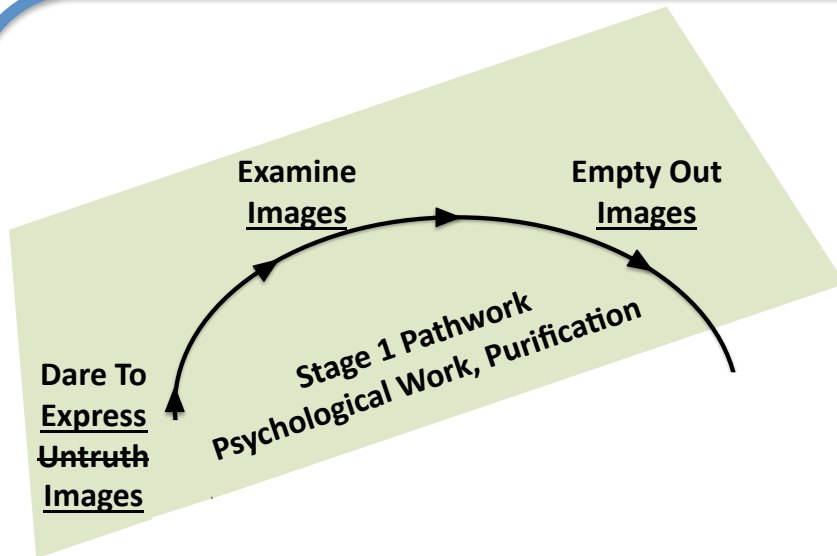 Examine
Images
Empty Out
Images
Stage 1 Pathwork
Psychological Work, Purification
Dare To
Express
Untruth
Images